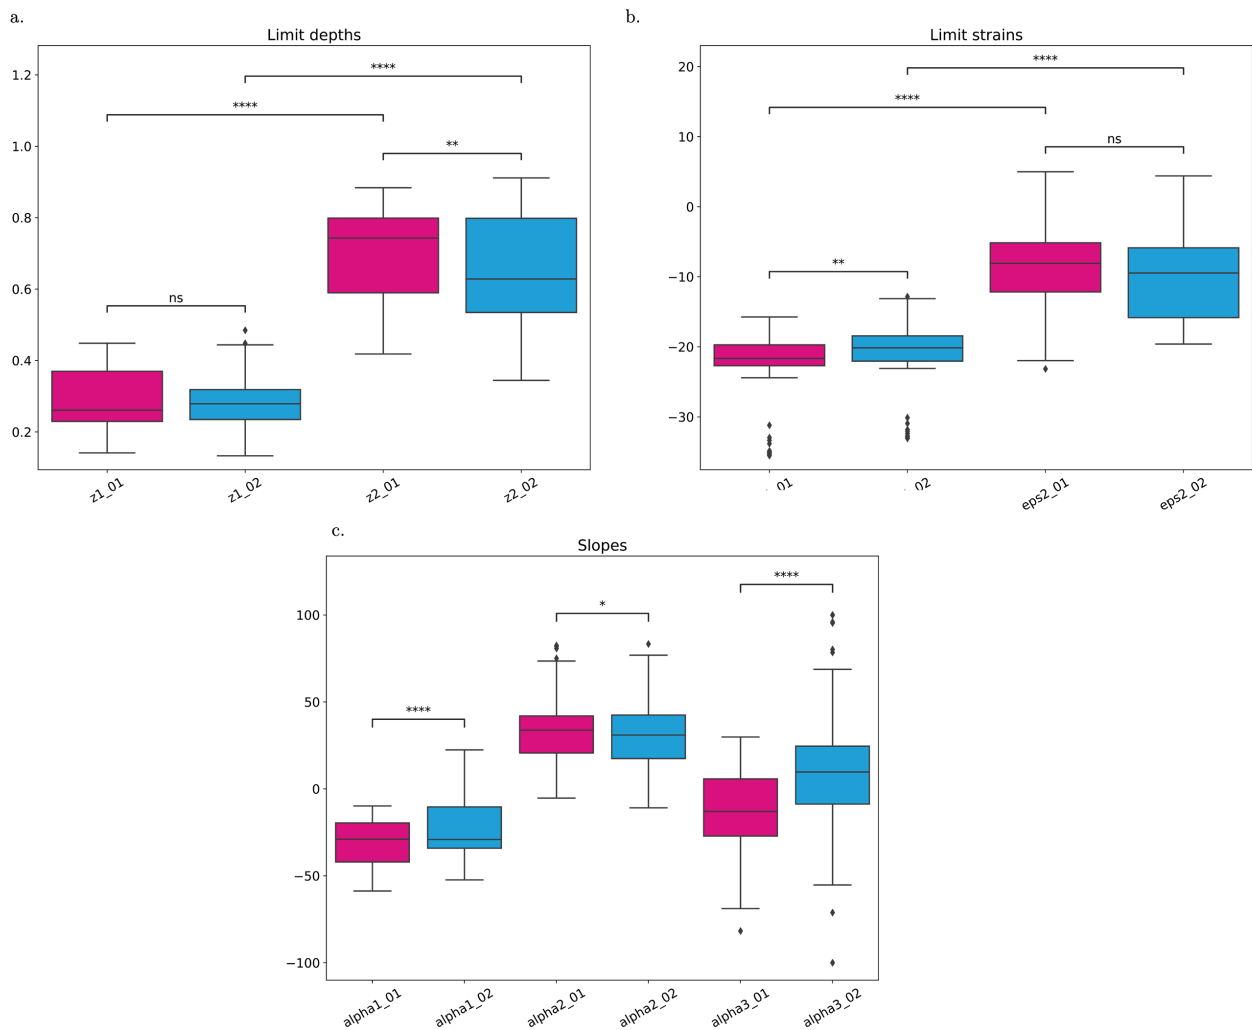 a.
Limit depths
1.2
1.0
0.8
0.6
0.4
0.2
****
****
**
ns
z1_01
z1_02
z2_01
z2_02
b.
Limit strains
20
10
0
−10
−20
−30
****
****
ns
**
01
02
eps2_01
eps2_02
c.
Slopes
100
50
0
−50
−100
****
*
****
alpha1_01
alpha1_02
alpha2_01
alpha2_02
alpha3_01
alpha3_02